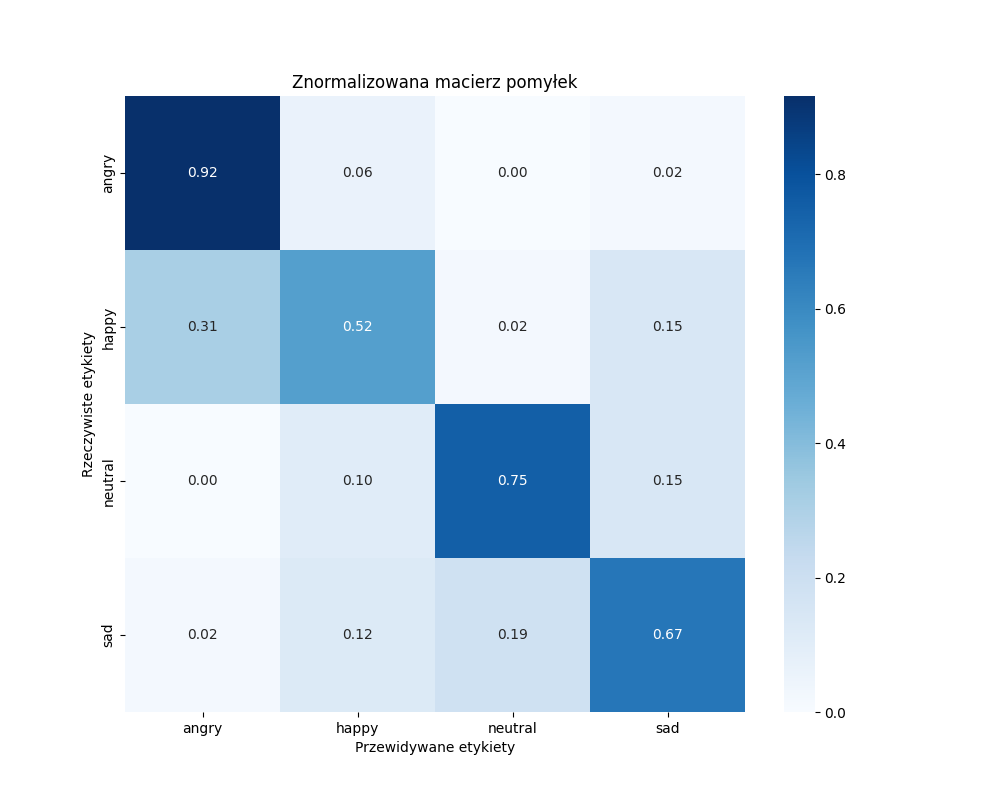 Znormalizowana macierz pomyłek
angry 0.92 0.06 0.00 0.02
happy 0.31 0.52 0.02 0.15
neutral 0.00 0.10 0.75 0.15
sad 0.02 0.12 0.19 0.67
Rzeczywiste etykiety
angry happy neutral sad
Przewidywane etykiety
0.8
0.6
0.4
0.2
0.0